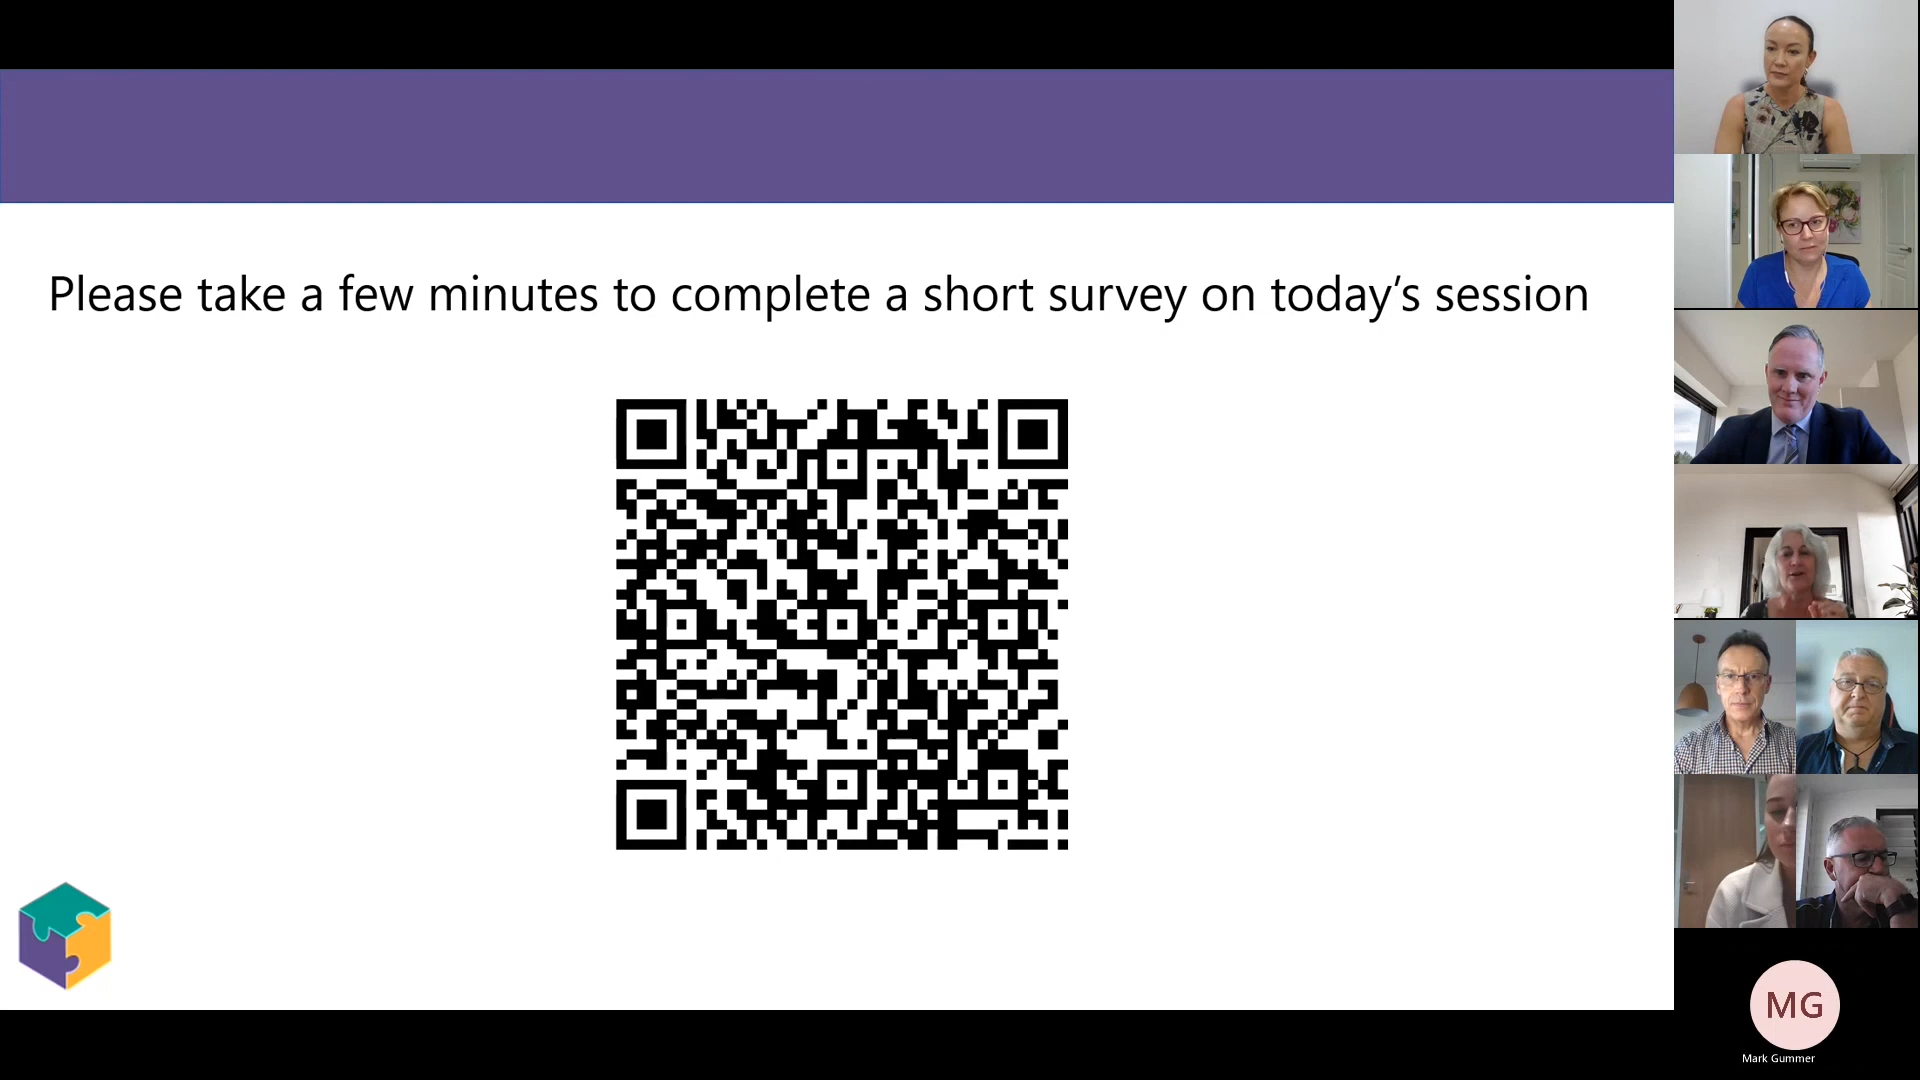 Please take a few minutes to complete a short survey on today’s session
MG
Mark Gummer